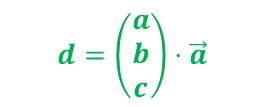 d = (a b c) · a⃗